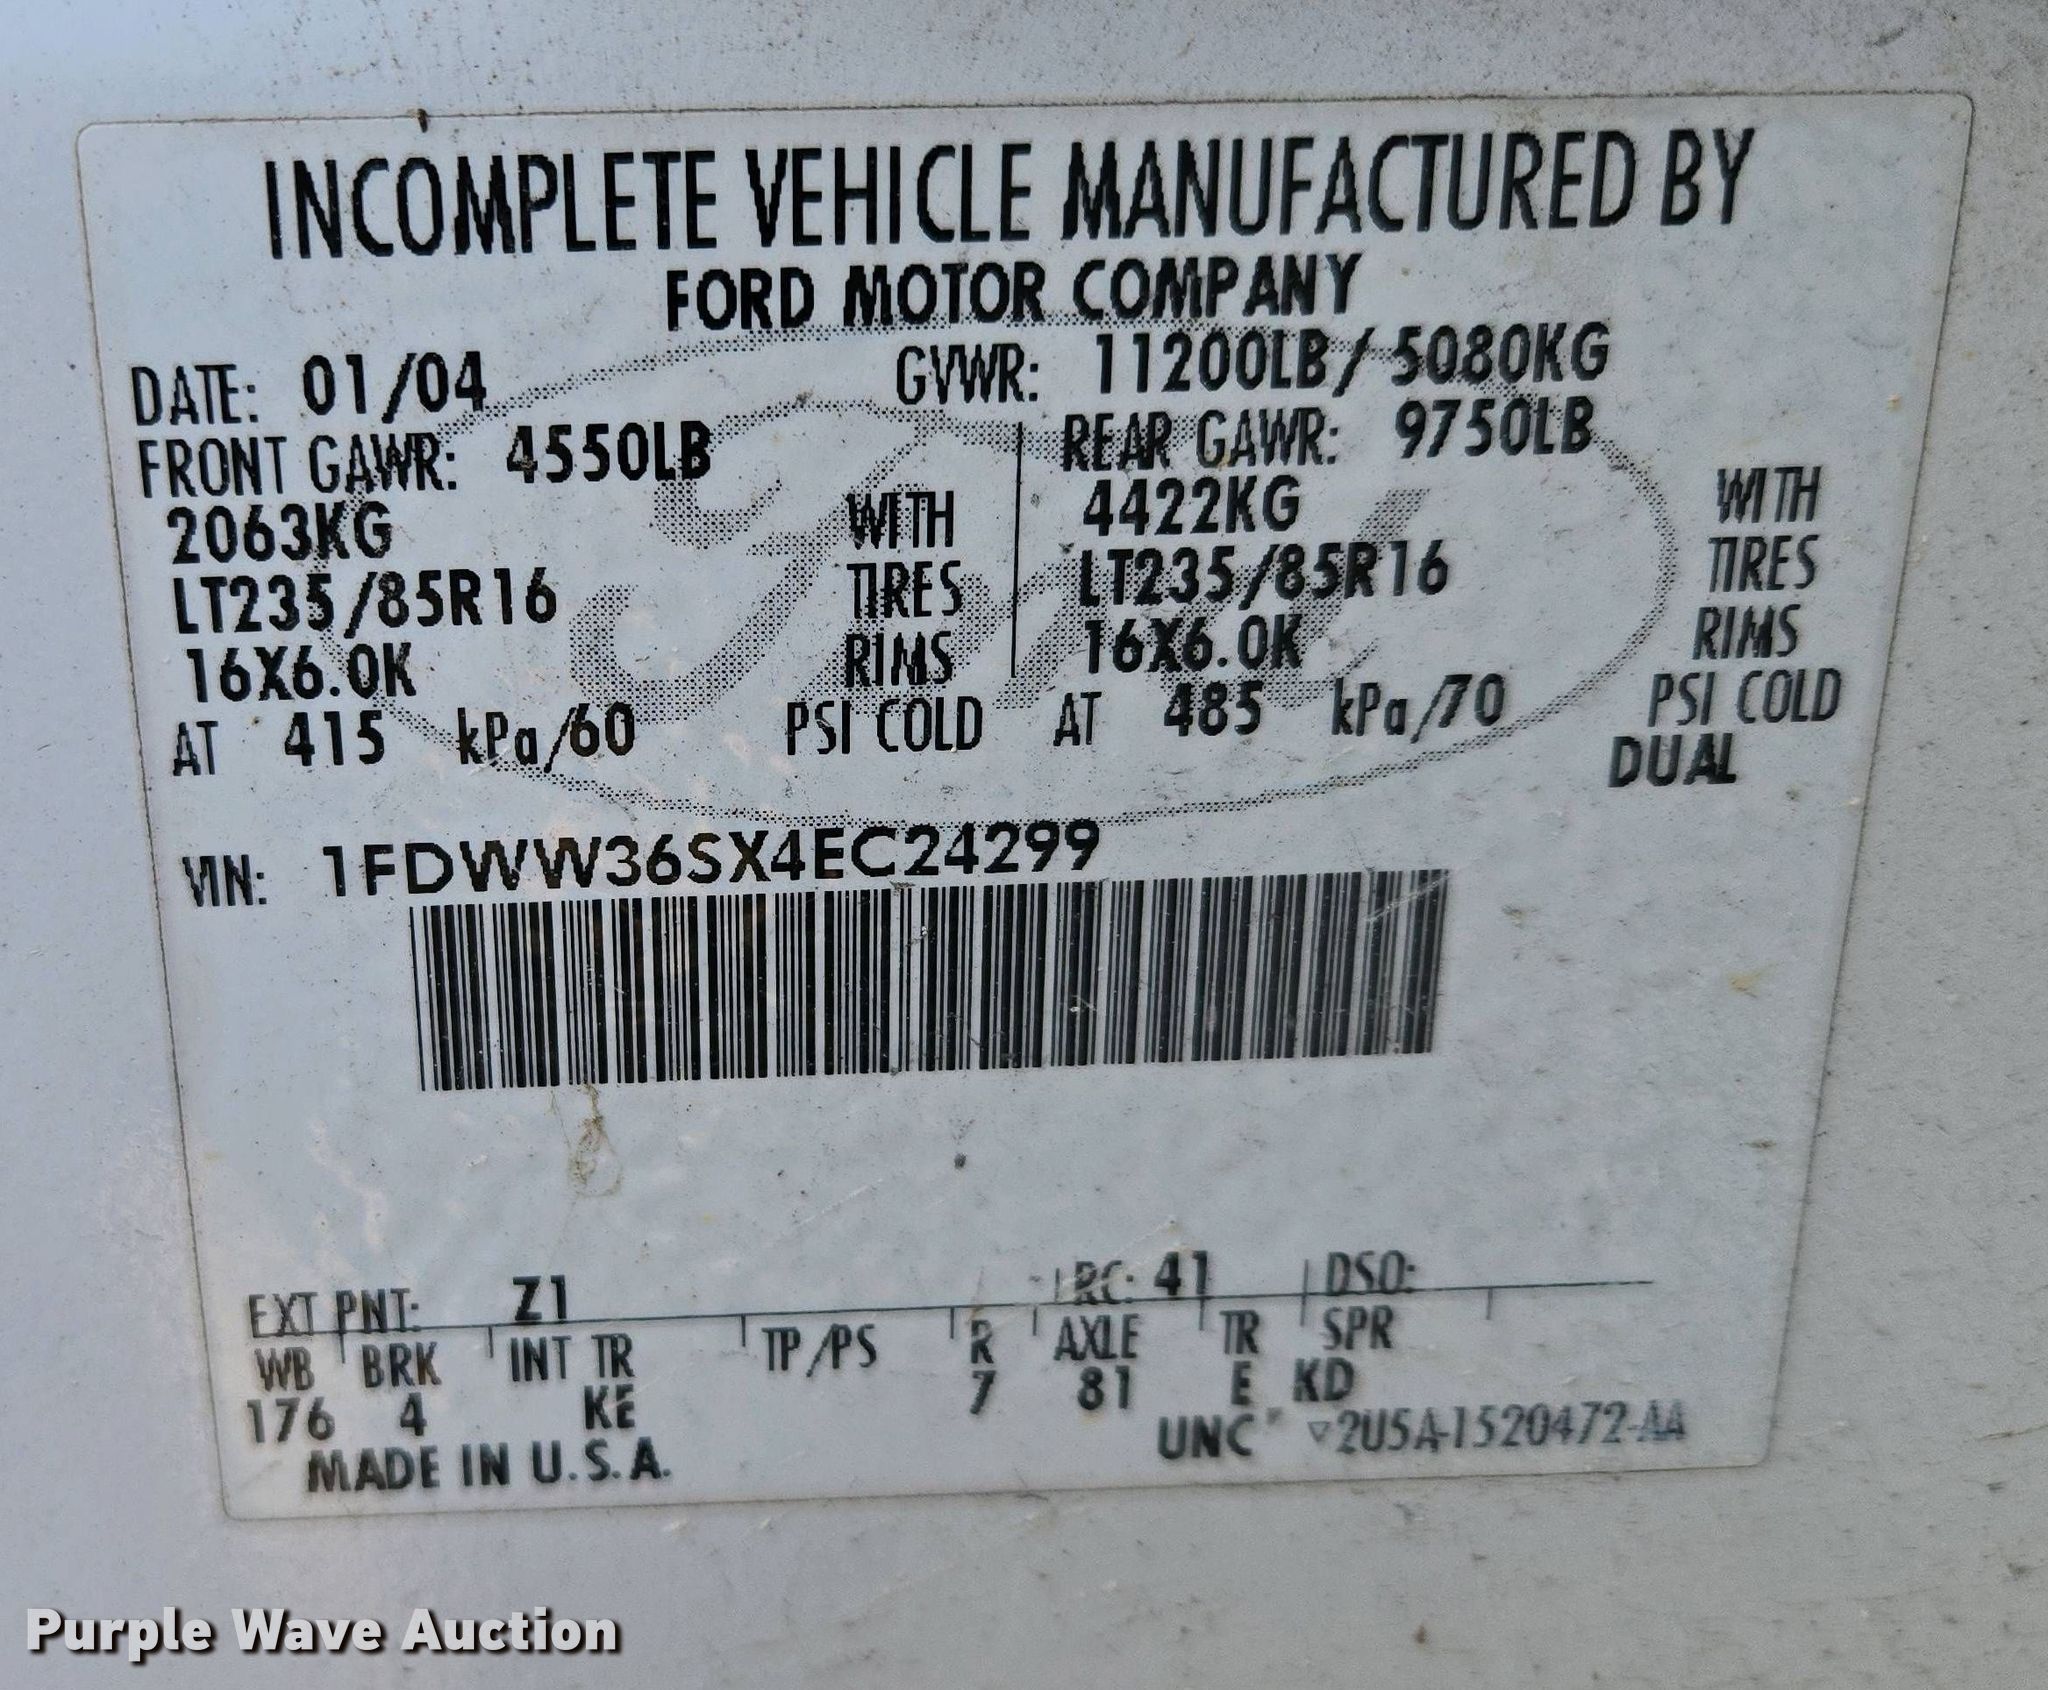 INCOMPLETE VEHICLE MANUFACTURED BY
FORD MOTOR COMPANY
DATE: 01/04 GVWR: 11200LB/ 5080KG
FRONT GAWR: 4550LB REAR GAWR: 9750LB
2063KG WITH 4422KG WITH
LT235/85R16 TIRES LT235/85R16 TIRES
16X6.0K RIMS 16X6.0K RIMS
AT 415 kPa/60 PSI COLD AT 485 kPa/70 PSI COLD
DUAL
VIN: 1FDWW36SX4EC24299
EXT PNT: Z1 RC: 41 DSO:
WB BRK INT TR TP/PS R AXLE TR SPR
176 4 KE 7 81 E KD
MADE IN U.S.A. UNC ▽2U5A-1520472-AA
Purple Wave Auction